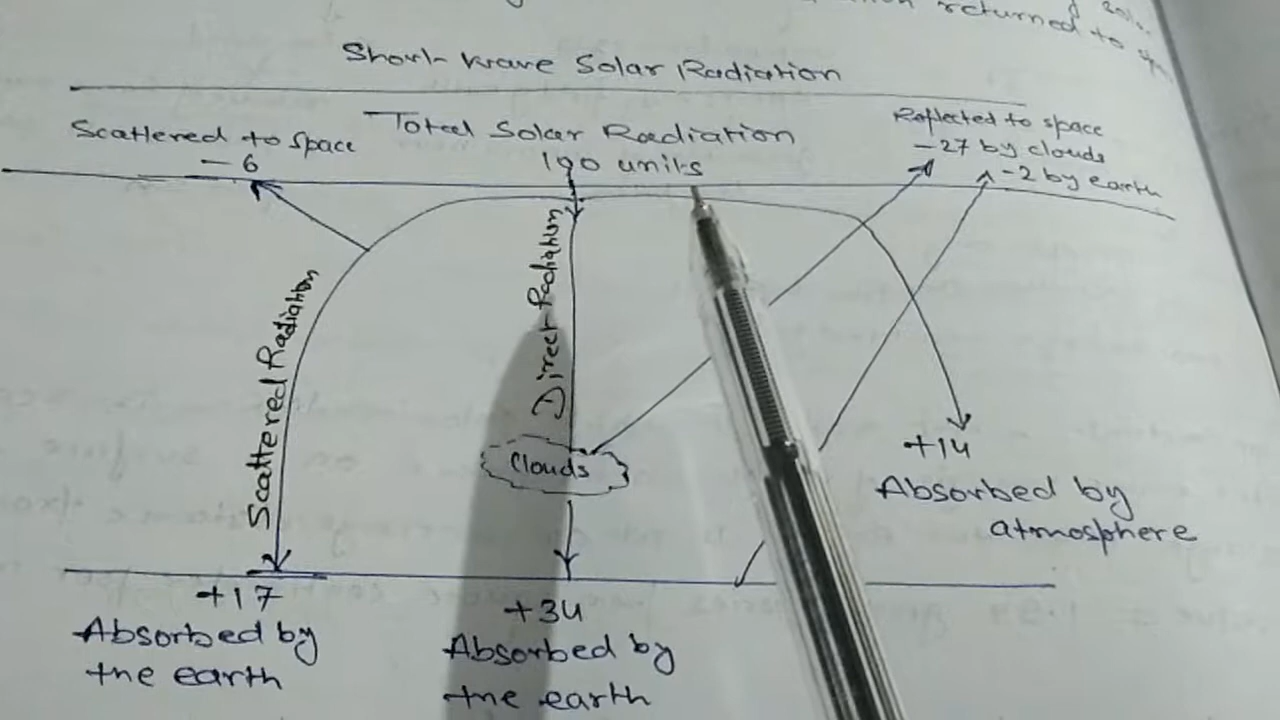 returned to
Short-wave Solar Radiation
Scattered to Space
-6
Total Solar Radiation
100 units
Reflected to space
-27 by clouds
-2 by earth
Scattered Radiation
Direct Radiation
Clouds
+14
Absorbed by
atmosphere
+17
Absorbed by
the earth
+34
Absorbed by
the earth